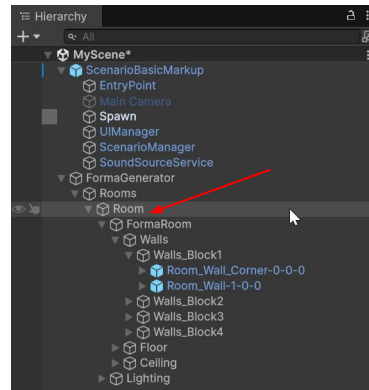 Hierarchy
All
MyScene*
ScenarioBasicMarkup
EntryPoint
Main Camera
Spawn
UIManager
ScenarioManager
SoundSourceService
FormaGenerator
Rooms
Room
FormaRoom
Walls
Walls_Block1
Room_Wall_Corner-0-0-0
Room_Wall-1-0-0
Walls_Block2
Walls_Block3
Walls_Block4
Floor
Ceiling
Lighting